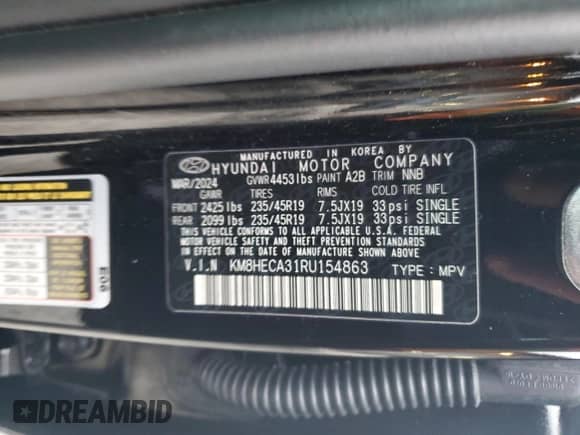 MANUFACTURED IN KOREA BY
HYUNDAI MOTOR COMPANY
MAR/2024 GVWR4453lbs PAINT A2B TRIM NNB
GAWR TIRES RIMS COLD TIRE INFL
FRONT 2425lbs 235/45R19 7.5JX19 33psi SINGLE
REAR 2099lbs 235/45R19 7.5JX19 33psi SINGLE
THIS VEHICLE CONFORMS TO ALL APPLICABLE U.S.A. FEDERAL
MOTOR VEHICLE SAFETY, BUMPER, AND THEFT PREVENTION STANDARDS
IN EFFECT ON THE DATE OF MANUFACTURE SHOWN ABOVE.
V.I.N KM8HECA31RU154863 TYPE: MPV
E06
DREAMBID